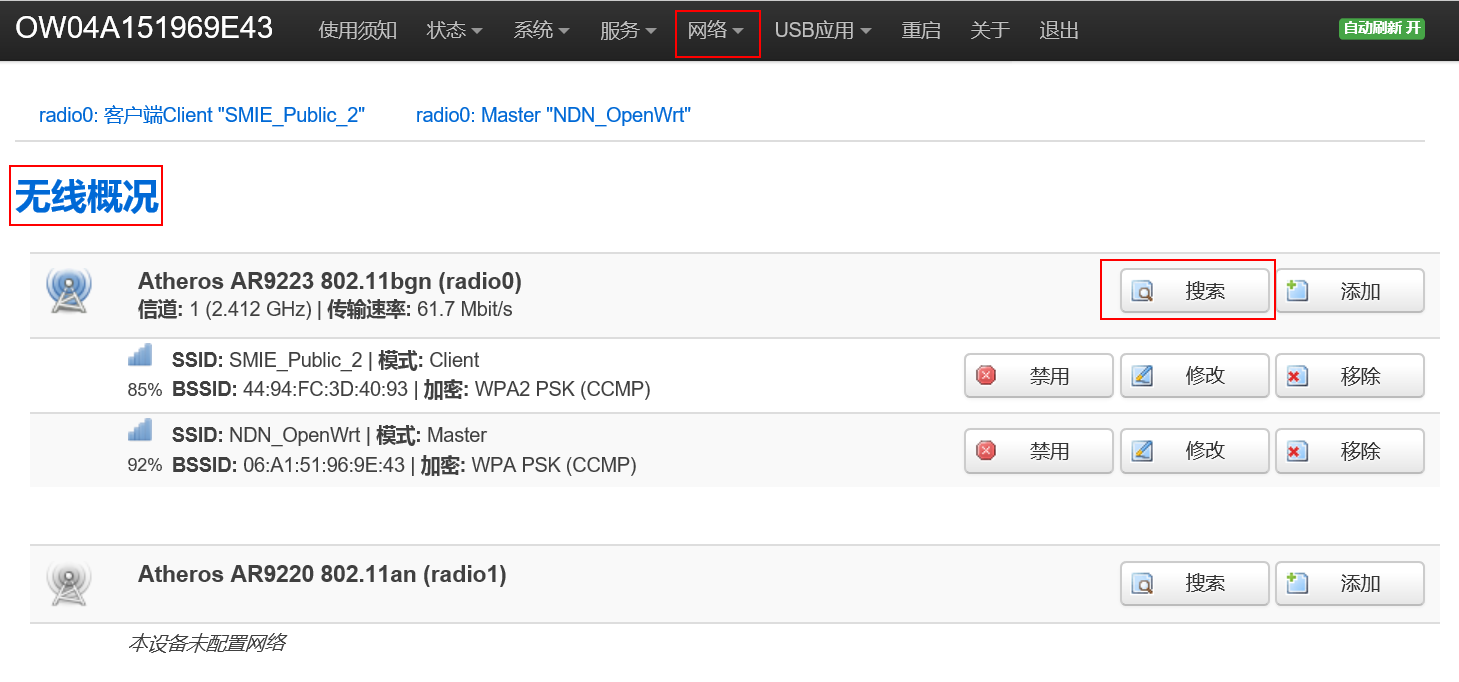 OW04A151969E43 使用须知 状态 系统 服务 网络 USB应用 重启 关于 退出 自动刷新 开
radio0: 客户端Client "SMIE_Public_2" radio0: Master "NDN_OpenWrt"
无线概况
Atheros AR9223 802.11bgn (radio0)
信道: 1 (2.412 GHz) | 传输速率: 61.7 Mbit/s
搜索 添加
SSID: SMIE_Public_2 | 模式: Client
85% BSSID: 44:94:FC:3D:40:93 | 加密: WPA2 PSK (CCMP)
禁用 修改 移除
SSID: NDN_OpenWrt | 模式: Master
92% BSSID: 06:A1:51:96:9E:43 | 加密: WPA PSK (CCMP)
禁用 修改 移除
Atheros AR9220 802.11an (radio1)
搜索 添加
本设备未配置网络